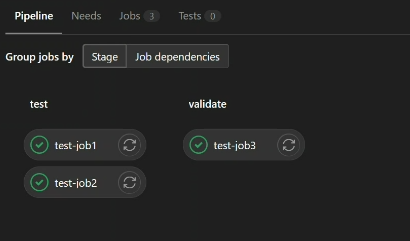 Pipeline Needs Jobs 3 Tests 0
Group jobs by Stage Job dependencies
test validate
test-job1 test-job3
test-job2